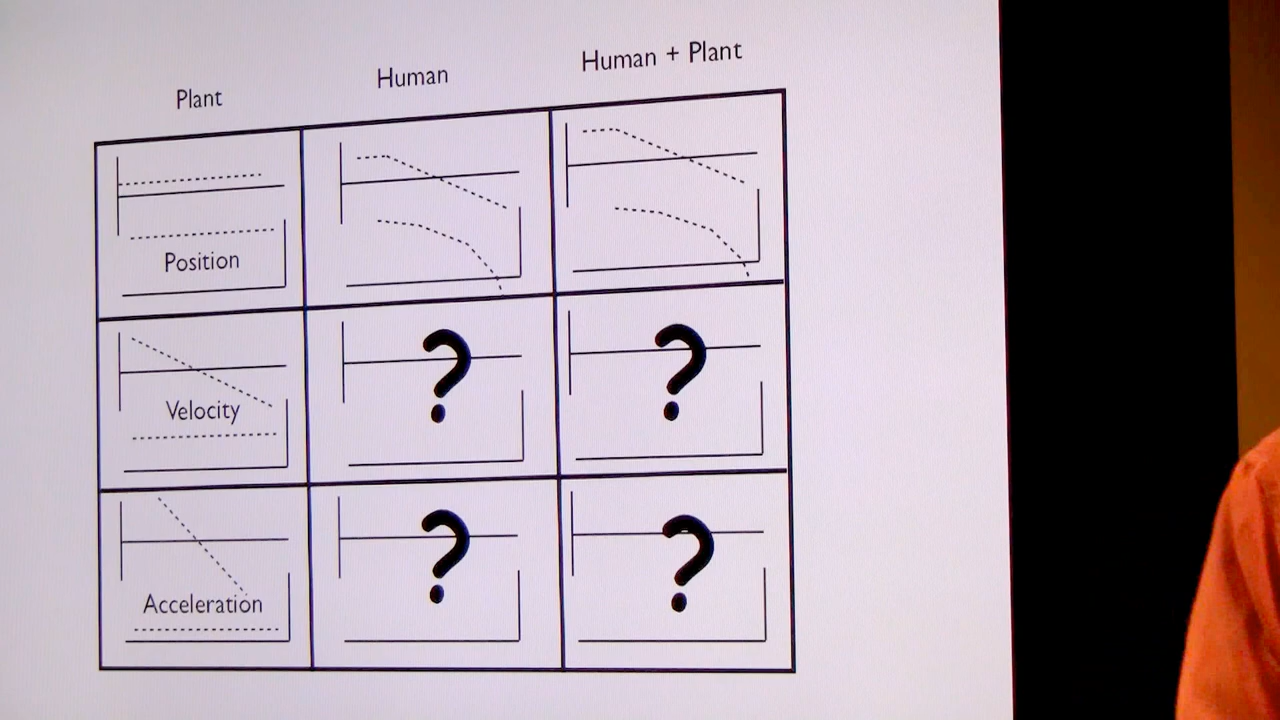 Plant
Human
Human + Plant
Position
Velocity
?
?
Acceleration
?
?